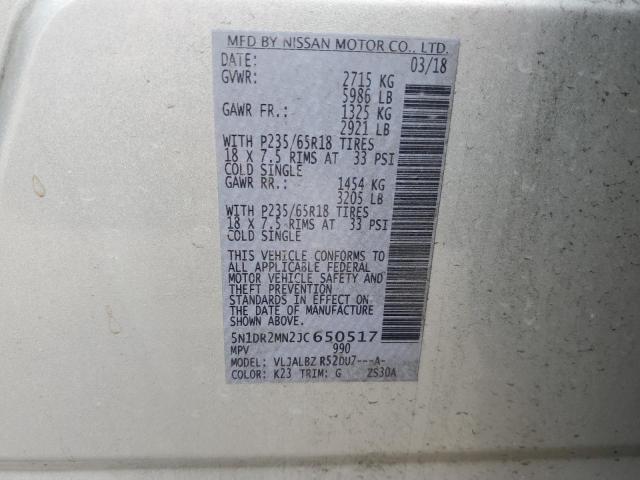 MFD BY NISSAN MOTOR CO., LTD.
DATE: 03/18
GVWR: 2715 KG
5986 LB
GAWR FR.: 1325 KG
2921 LB
WITH P235/65R18 TIRES
18 X 7.5 RIMS AT 33 PSI
COLD SINGLE
GAWR RR.: 1454 KG
3205 LB
WITH P235/65R18 TIRES
18 X 7.5 RIMS AT 33 PSI
COLD SINGLE
THIS VEHICLE CONFORMS TO
ALL APPLICABLE FEDERAL
MOTOR VEHICLE SAFETY AND
THEFT PREVENTION
STANDARDS IN EFFECT ON
THE DATE OF MANUFACTURE
SHOWN ABOVE.
5N1DR2MN2JC650517
MPV 990
MODEL: VLJALBZ R52DU7---A-
COLOR: K23 TRIM: G ZS30A